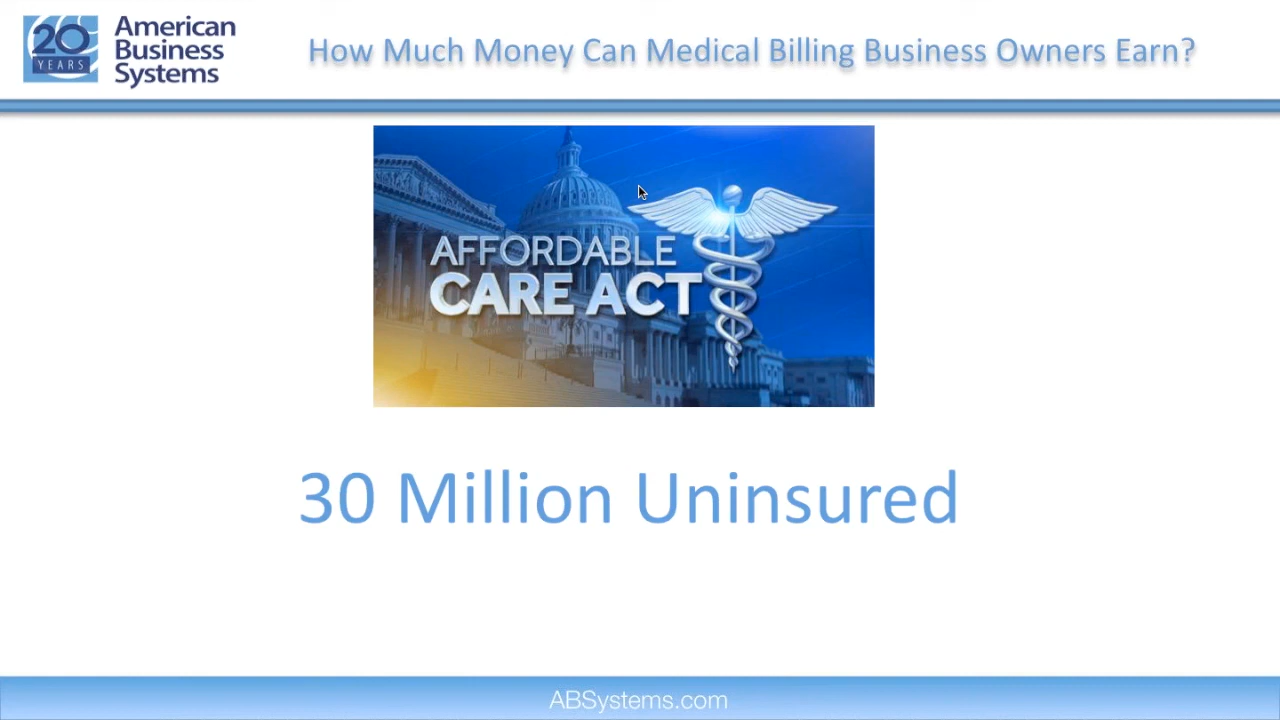 20
YEARS
American
Business
Systems
How Much Money Can Medical Billing Business Owners Earn?
AFFORDABLE
CARE ACT
30 Million Uninsured
ABSystems.com